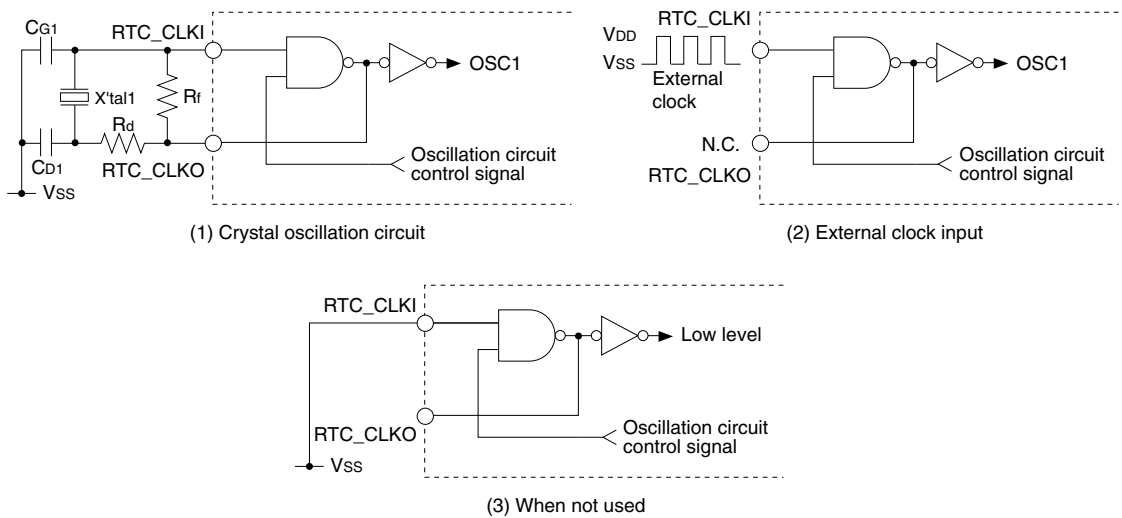 CG1
RTC_CLKI
X'tal1
Rf
Rd
CD1
RTC_CLKO
VSS
OSC1
Oscillation circuit
control signal
(1) Crystal oscillation circuit
RTC_CLKI
VDD
VSS
External
clock
N.C.
RTC_CLKO
OSC1
Oscillation circuit
control signal
(2) External clock input
RTC_CLKI
Low level
RTC_CLKO
Oscillation circuit
control signal
VSS
(3) When not used